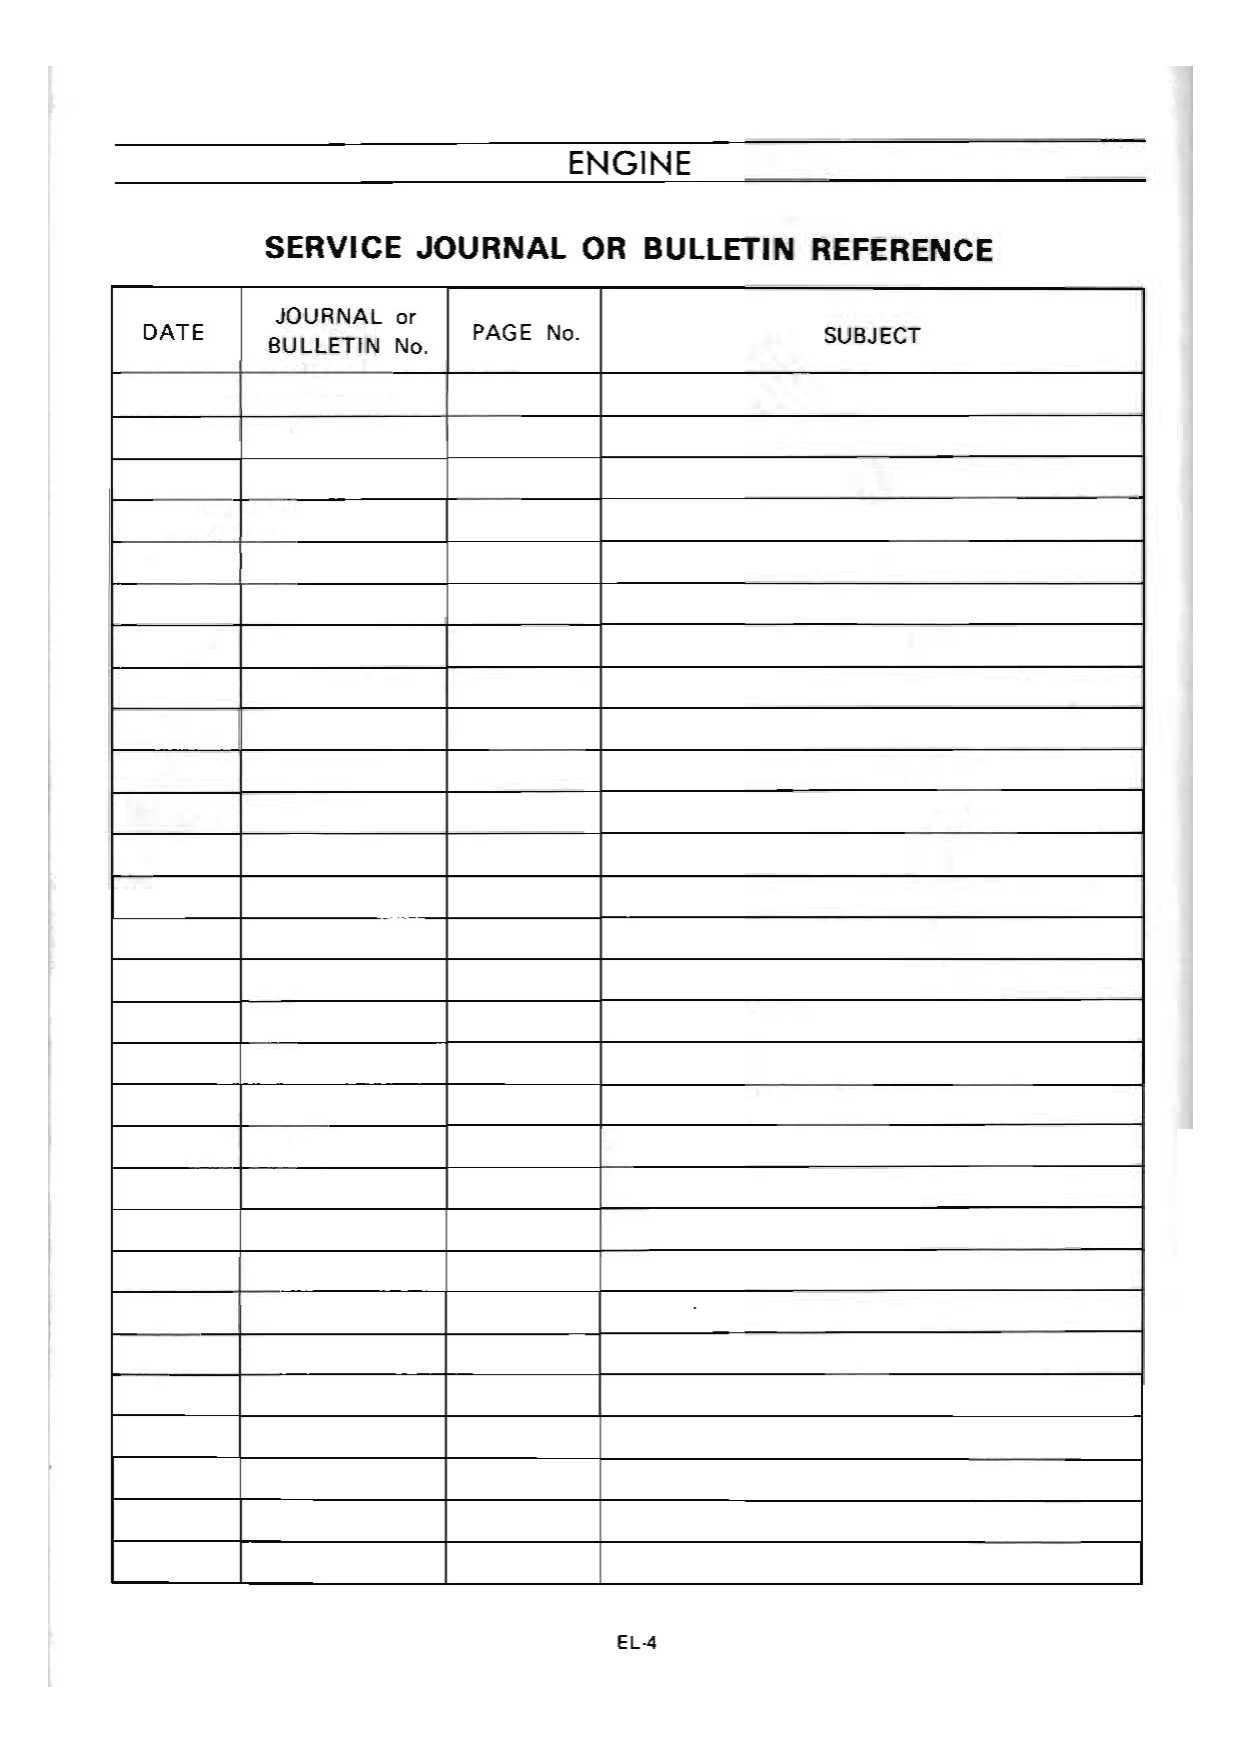 ENGINE
SERVICE JOURNAL OR BULLETIN REFERENCE
DATE
JOURNAL or
BULLETIN No.
PAGE No.
SUBJECT
EL-4